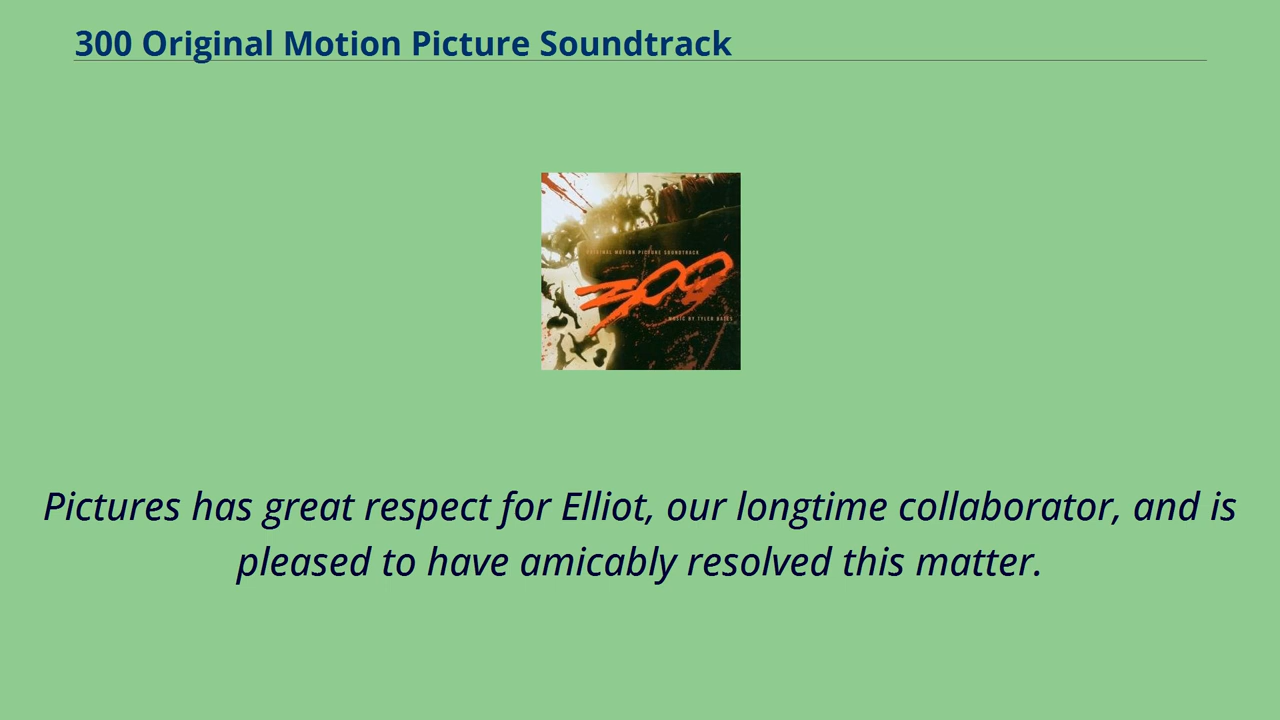 300 Original Motion Picture Soundtrack
ORIGINAL MOTION PICTURE SOUNDTRACK
300
MUSIC BY TYLER BATES
Pictures has great respect for Elliot, our longtime collaborator, and is
pleased to have amicably resolved this matter.